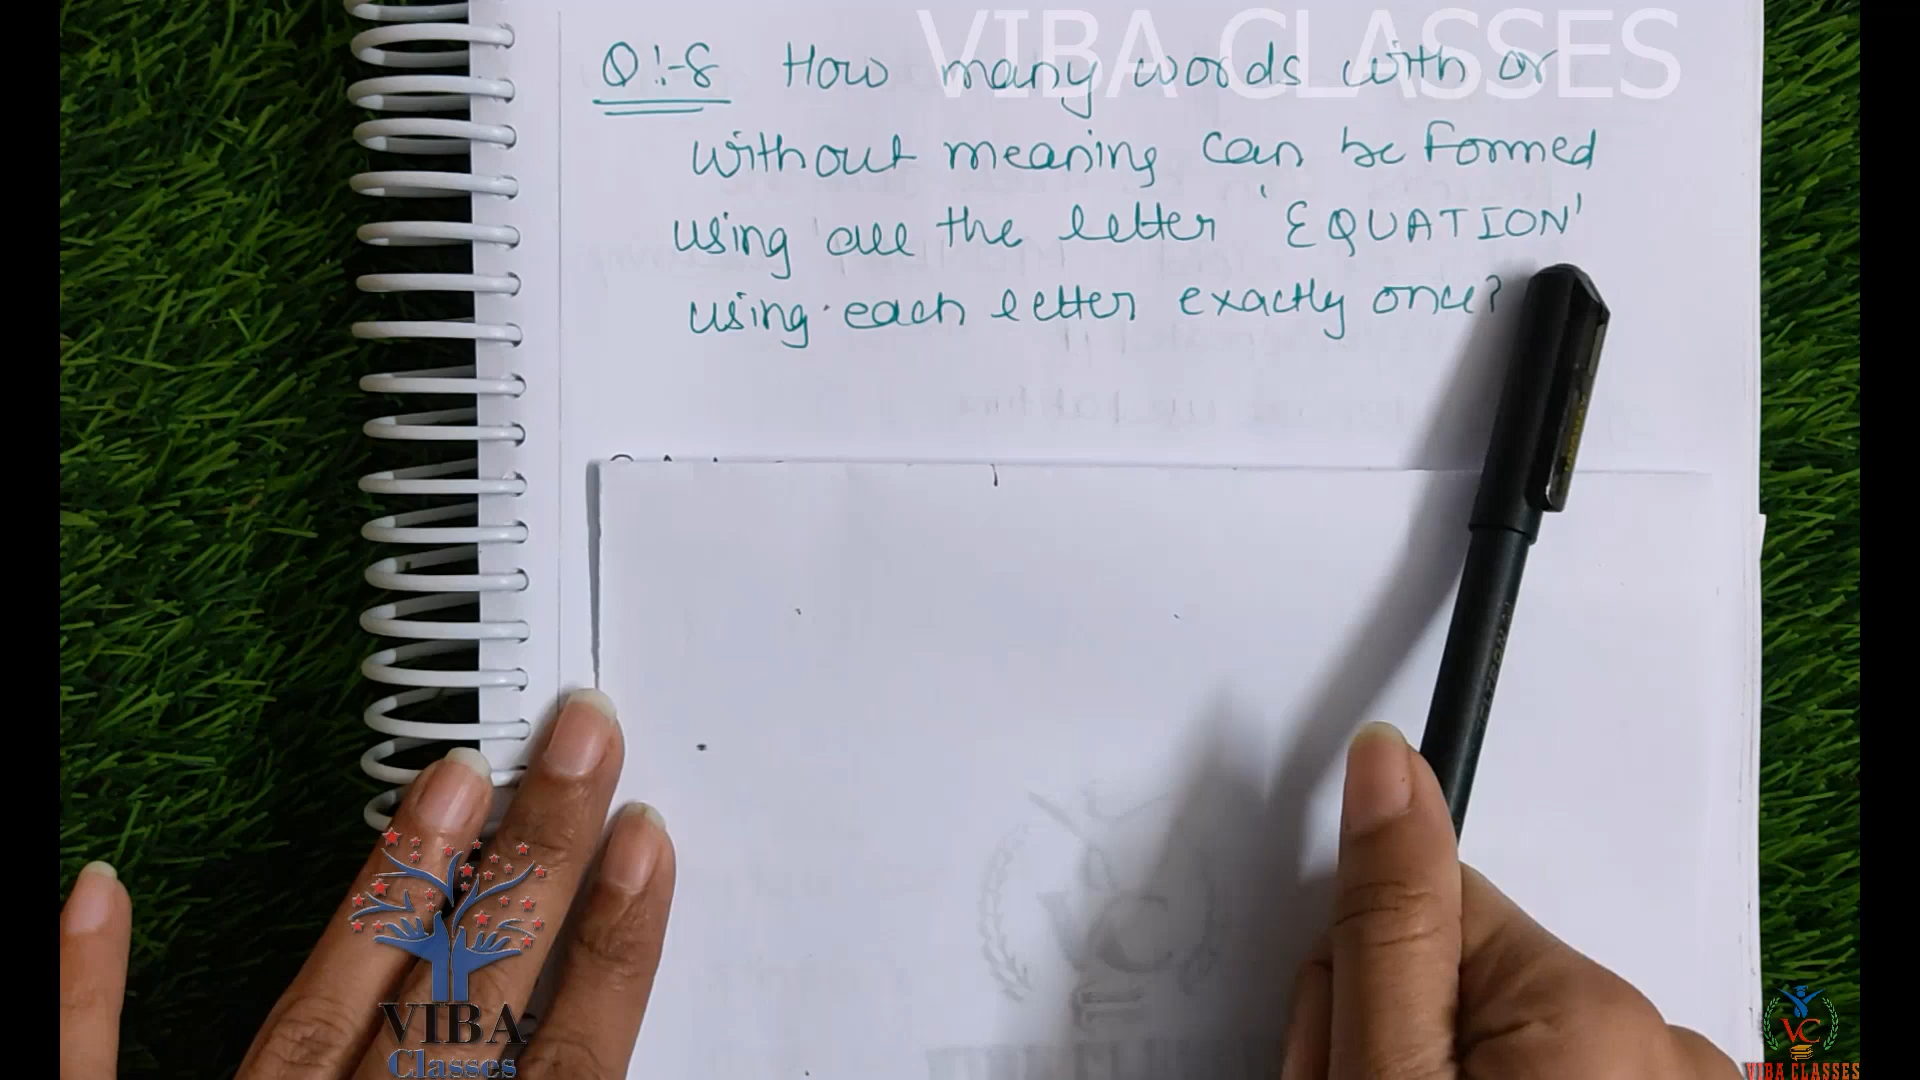 VIBA CLASSES
Q:-8 How many words with or
without meaning can be formed
using all the letter 'EQUATION'
using each letter exactly once?
VC
VIBA
Classes
VC
VIBA CLASSES